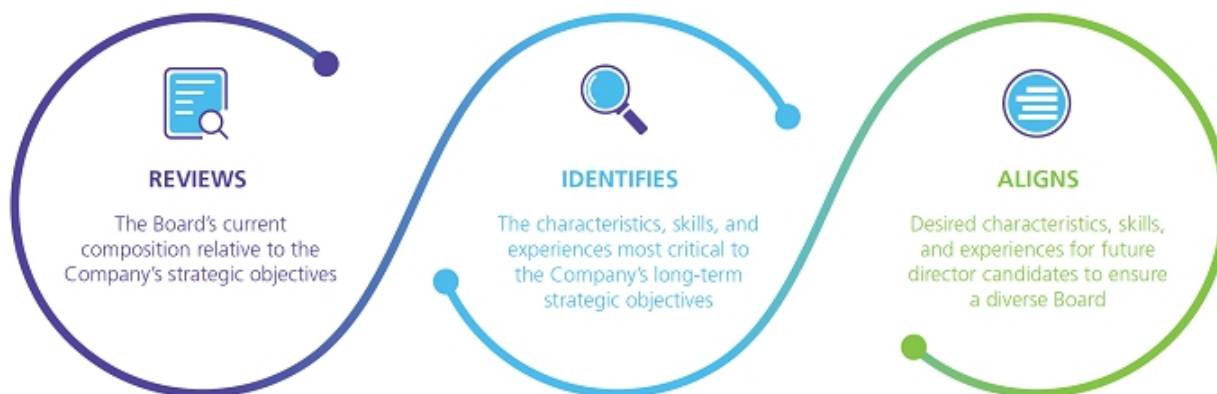 REVIEWS
The Board's current
composition relative to the
Company's strategic objectives
IDENTIFIES
The characteristics, skills, and
experiences most critical to
the Company's long-term
strategic objectives
ALIGNS
Desired characteristics, skills,
and experiences for future
director candidates to ensure
a diverse Board